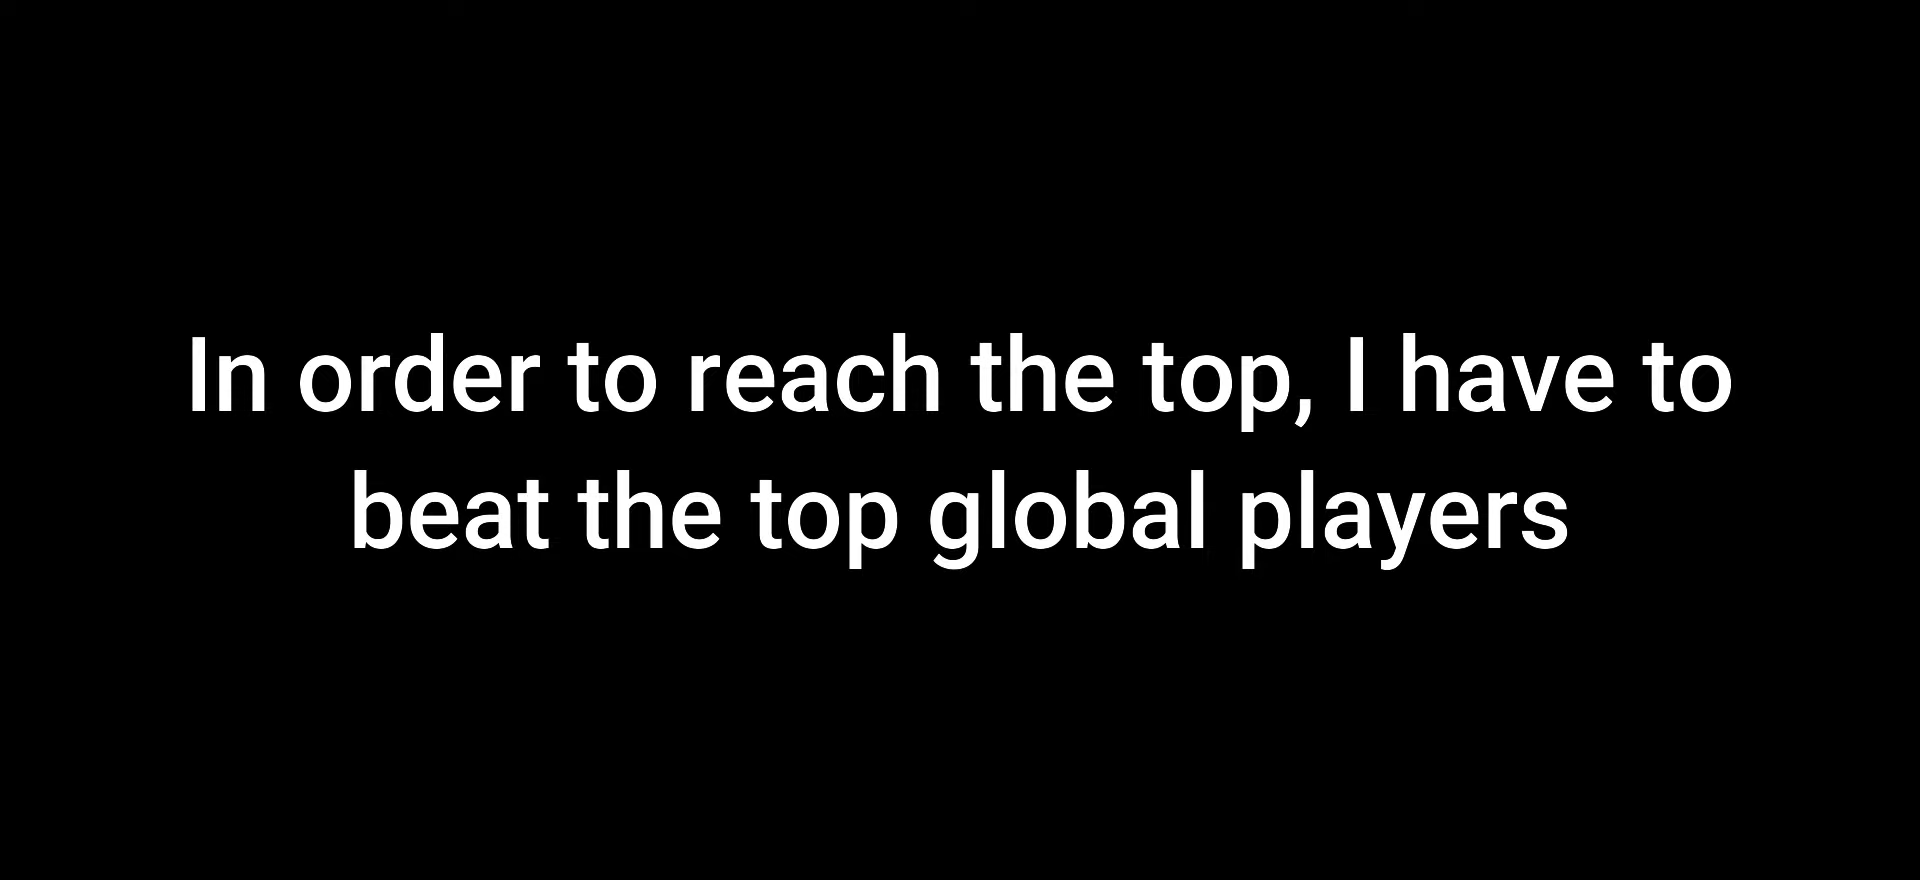 In order to reach the top, I have to
beat the top global players